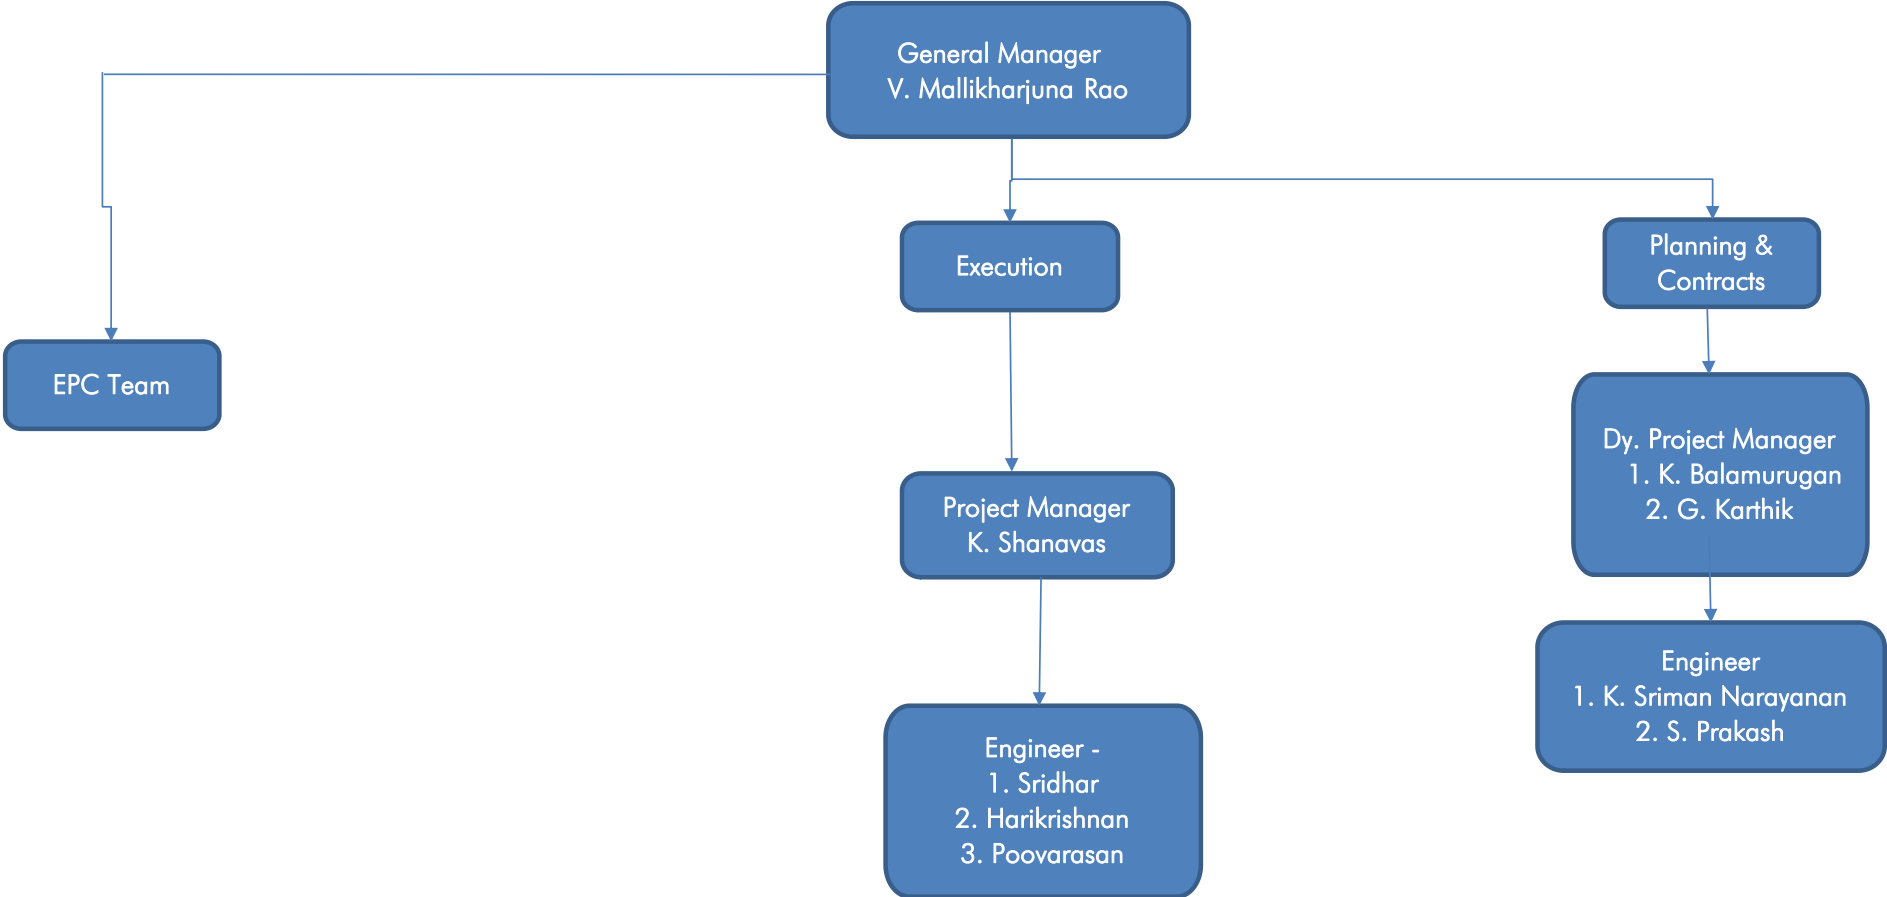 General Manager
V. Mallikharjuna Rao
Execution
Planning &
Contracts
EPC Team
Dy. Project Manager
1. K. Balamurugan
2. G. Karthik
Project Manager
K. Shanavas
Engineer
1. K. Sriman Narayanan
2. S. Prakash
Engineer -
1. Sridhar
2. Harikrishnan
3. Poovarasan